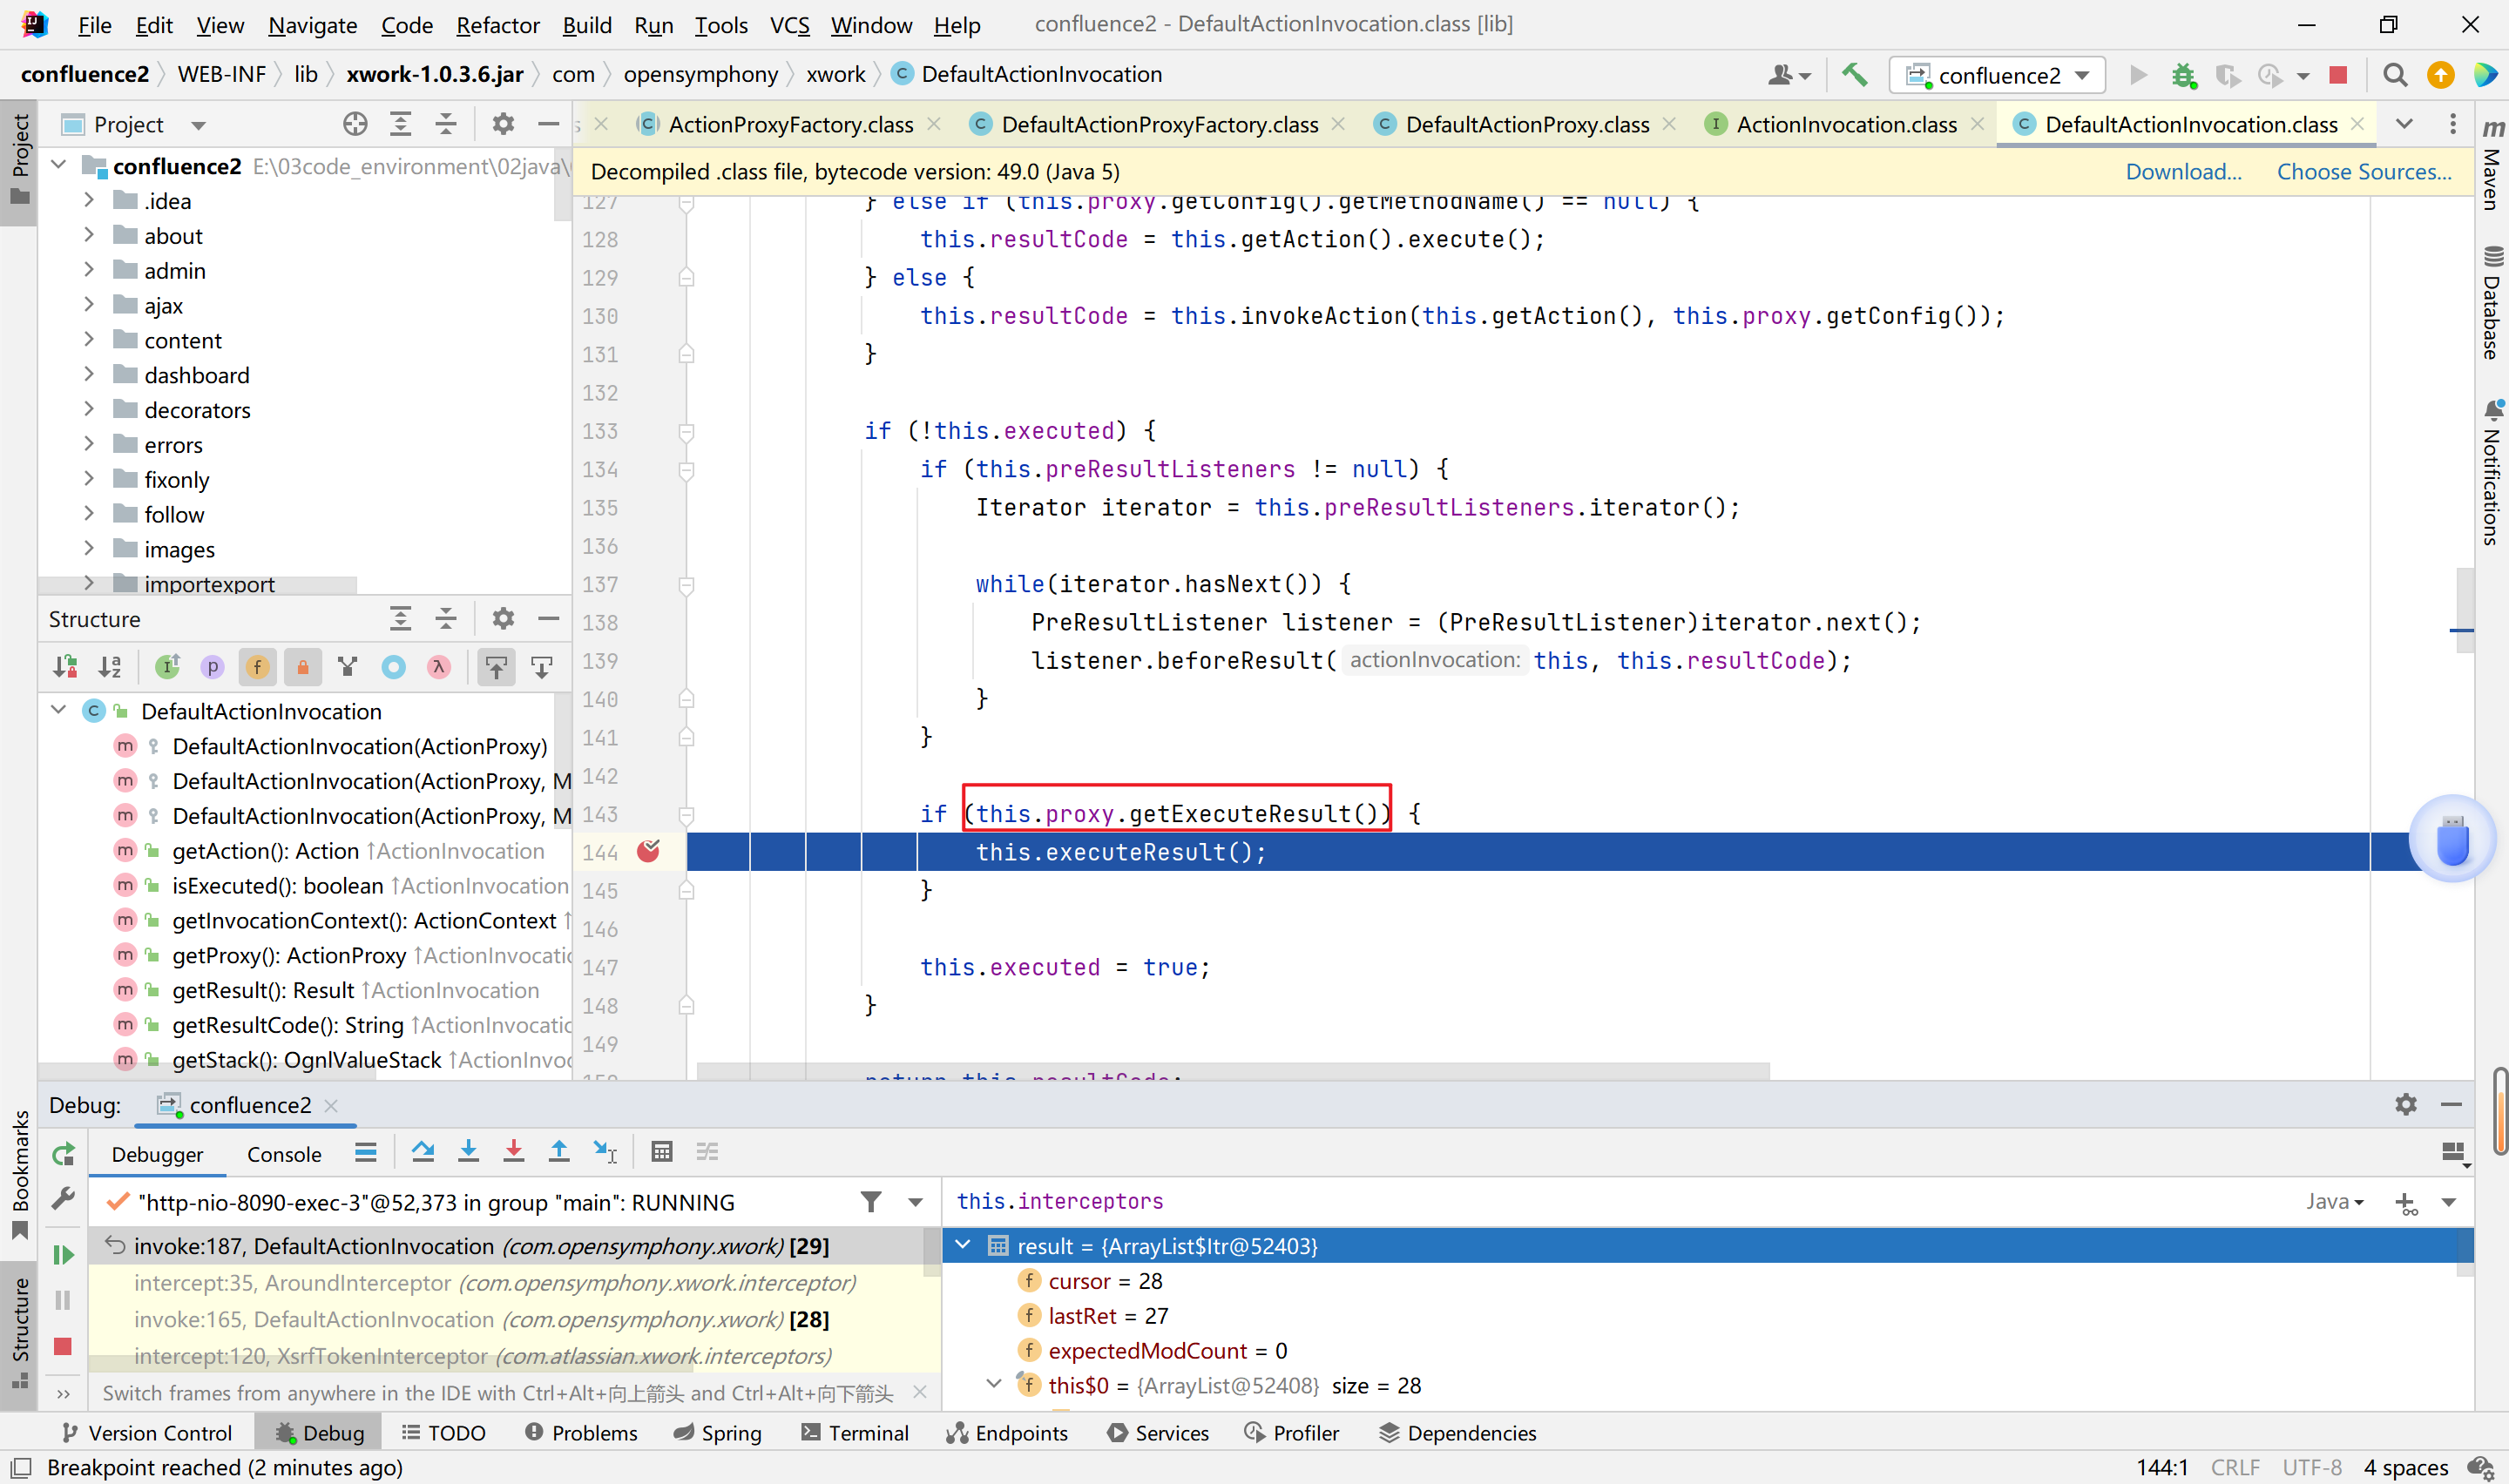 File Edit View Navigate Code Refactor Build Run Tools VCS Window Help confluence2 - DefaultActionInvocation.class [lib]
confluence2 WEB-INF lib xwork-1.0.3.6.jar com opensymphony xwork DefaultActionInvocation confluence2
Project ActionProxyFactory.class DefaultActionProxyFactory.class DefaultActionProxy.class ActionInvocation.class DefaultActionInvocation.class
Decompiled .class file, bytecode version: 49.0 (Java 5) Download... Choose Sources...
Project
confluence2 E:\03code_environment\02java\
.idea
about
admin
ajax
content
dashboard
decorators
errors
fixonly
follow
images
importexport
Structure
DefaultActionInvocation
DefaultActionInvocation(ActionProxy)
DefaultActionInvocation(ActionProxy, M
DefaultActionInvocation(ActionProxy, M
getAction(): Action ↑ActionInvocation
isExecuted(): boolean ↑ActionInvocation
getInvocationContext(): ActionContext ↑
getProxy(): ActionProxy ↑ActionInvocatio
getResult(): Result ↑ActionInvocation
getResultCode(): String ↑ActionInvocatic
getStack(): OgnlValueStack ↑ActionInvoc
127 } else if (this.proxy.getConfig().getMethodName() == null) {
128 this.resultCode = this.getAction().execute();
129 } else {
130 this.resultCode = this.invokeAction(this.getAction(), this.proxy.getConfig());
131 }
132
133 if (!this.executed) {
134 if (this.preResultListeners != null) {
135 Iterator iterator = this.preResultListeners.iterator();
136
137 while(iterator.hasNext()) {
138 PreResultListener listener = (PreResultListener)iterator.next();
139 listener.beforeResult( actionInvocation: this, this.resultCode);
140 }
141 }
142
143 if (this.proxy.getExecuteResult()) {
144 this.executeResult();
145 }
146
147 this.executed = true;
148 }
149
150 return this.resultCode;
Maven
Database
Notifications
Bookmarks
Structure
Debug: confluence2
Debugger Console
"http-nio-8090-exec-3"@52,373 in group "main": RUNNING
invoke:187, DefaultActionInvocation (com.opensymphony.xwork) [29]
intercept:35, AroundInterceptor (com.opensymphony.xwork.interceptor)
invoke:165, DefaultActionInvocation (com.opensymphony.xwork) [28]
intercept:120, XsrfTokenInterceptor (com.atlassian.xwork.interceptors)
Switch frames from anywhere in the IDE with Ctrl+Alt+向上箭头 and Ctrl+Alt+向下箭头
this.interceptors Java
result = {ArrayList$Itr@52403}
cursor = 28
lastRet = 27
expectedModCount = 0
this$0 = {ArrayList@52408} size = 28
Version Control Debug TODO Problems Spring Terminal Endpoints Services Profiler Dependencies
Breakpoint reached (2 minutes ago) 144:1 CRLF UTF-8 4 spaces